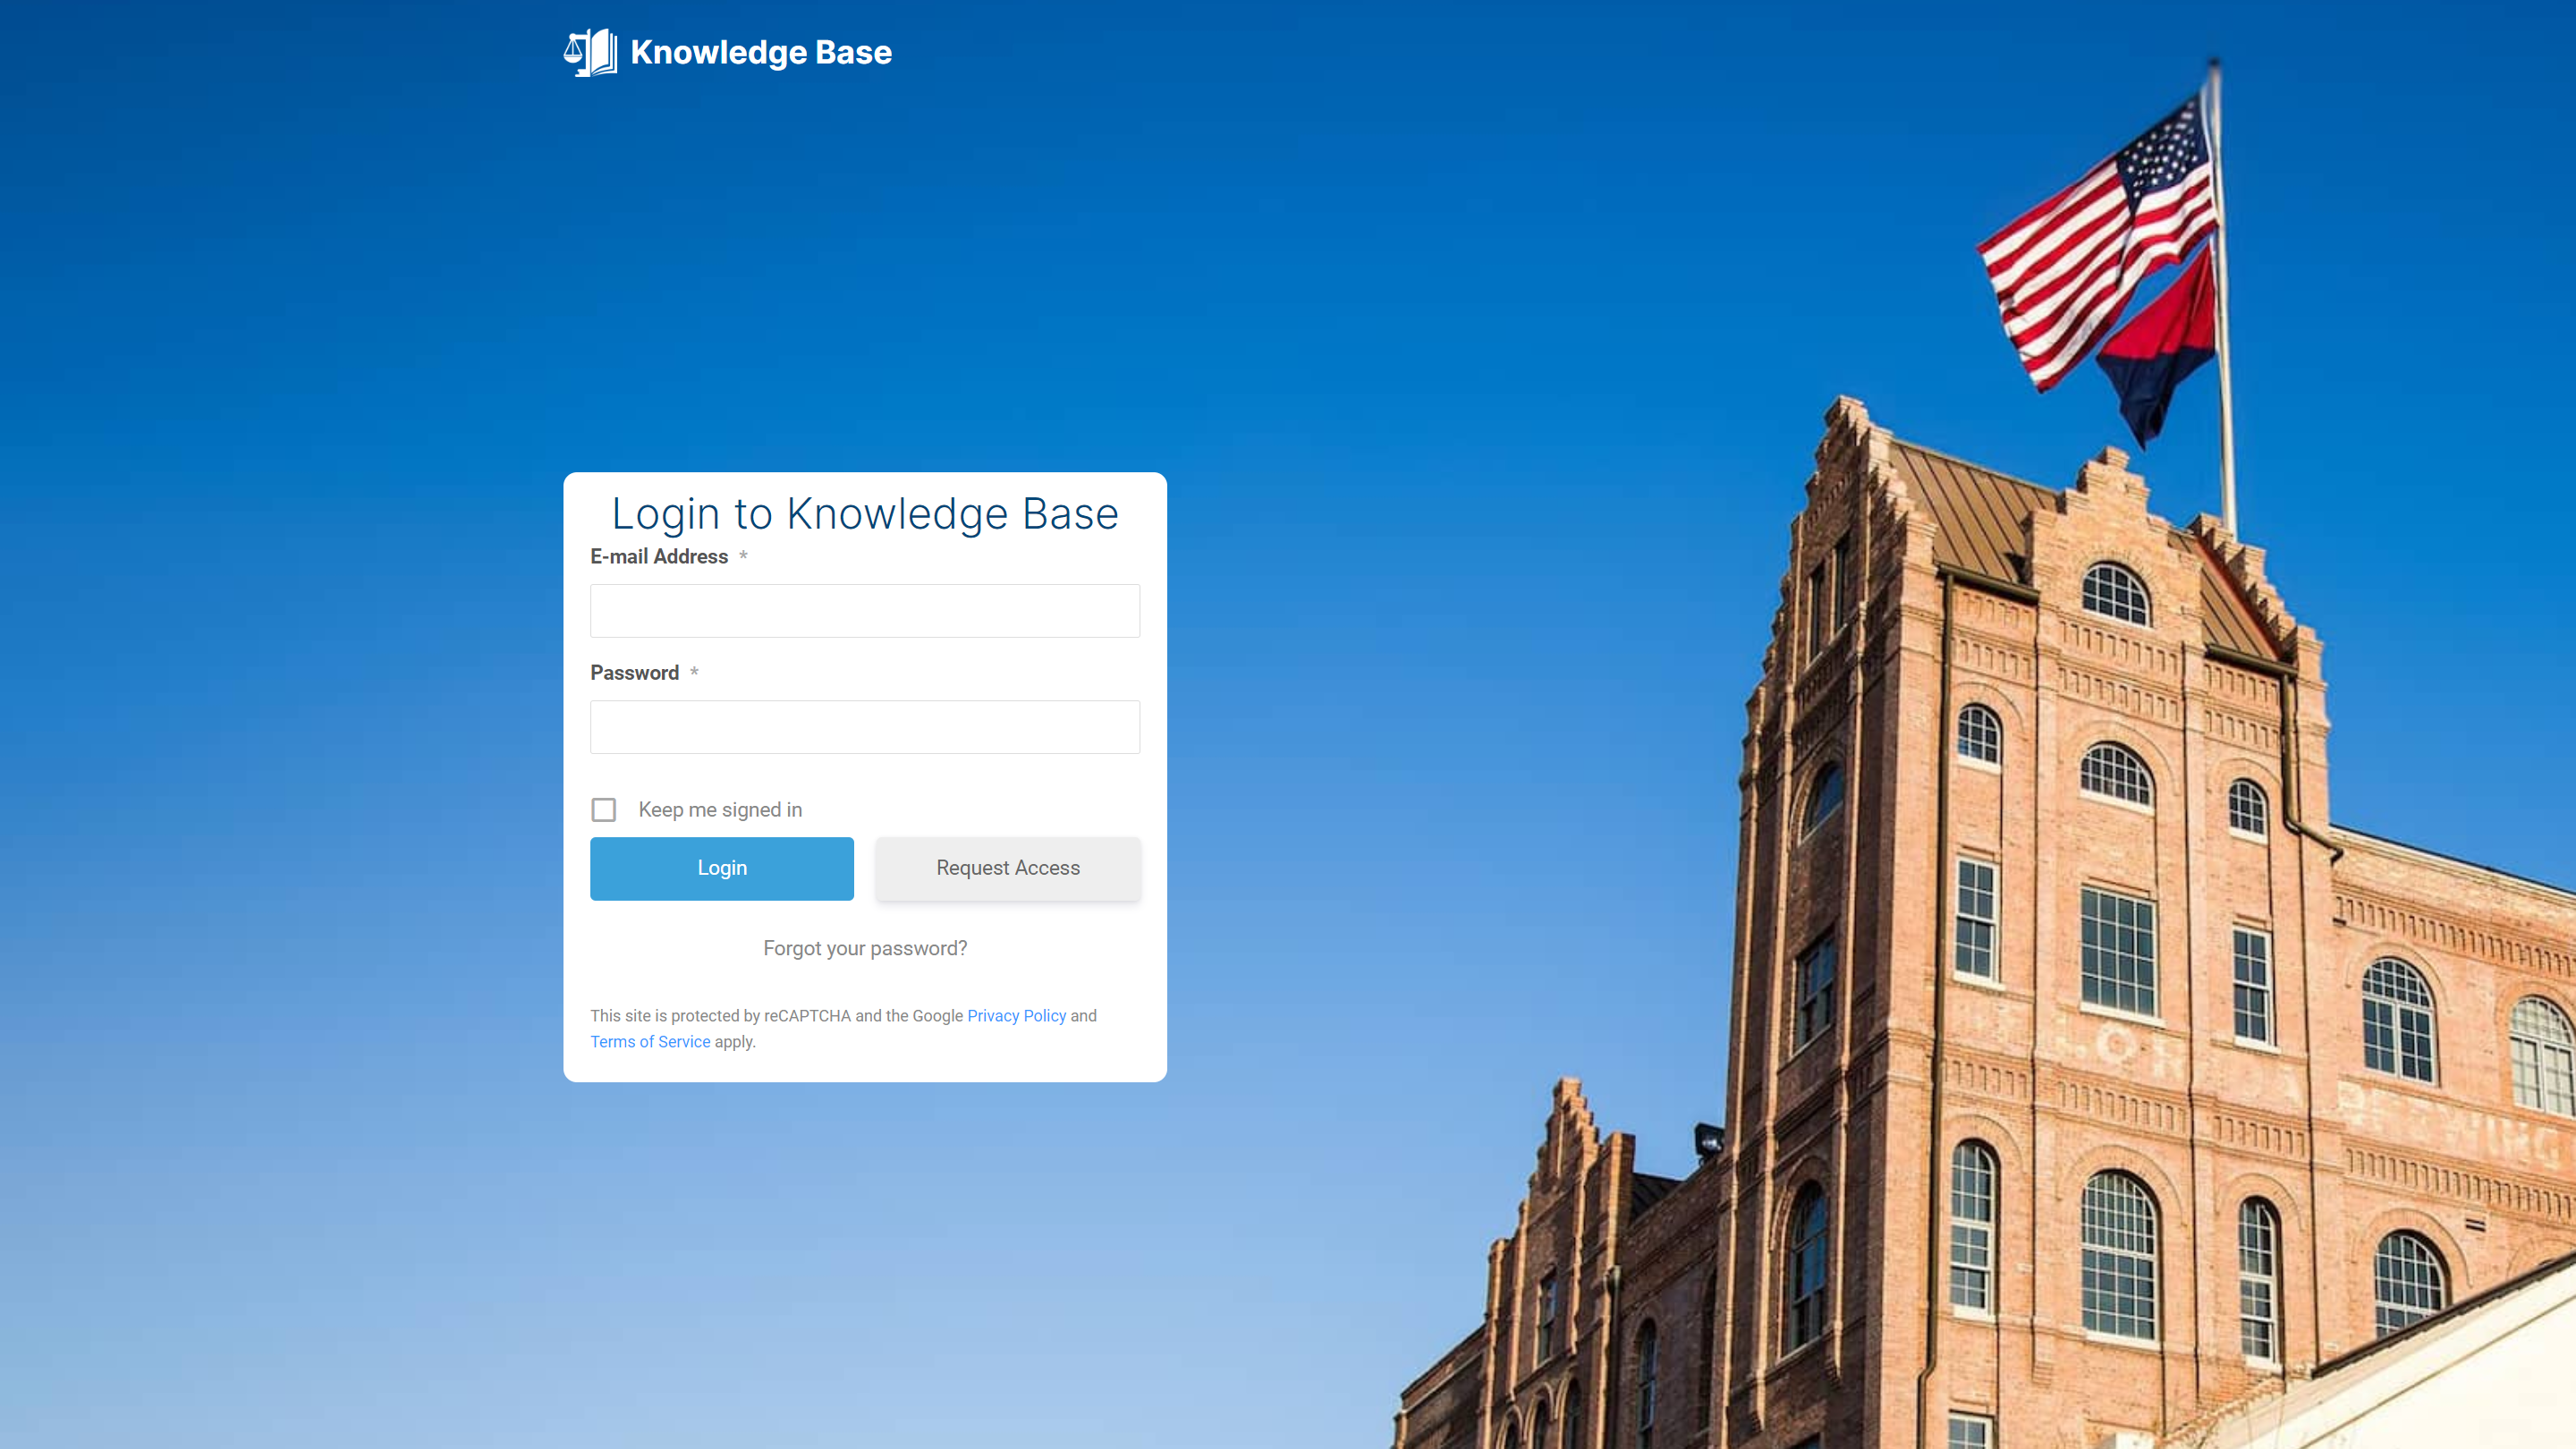 Knowledge Base
Login to Knowledge Base
E-mail Address *
Password *
Keep me signed in
Login
Request Access
Forgot your password?
This site is protected by reCAPTCHA and the Google Privacy Policy and
Terms of Service apply.